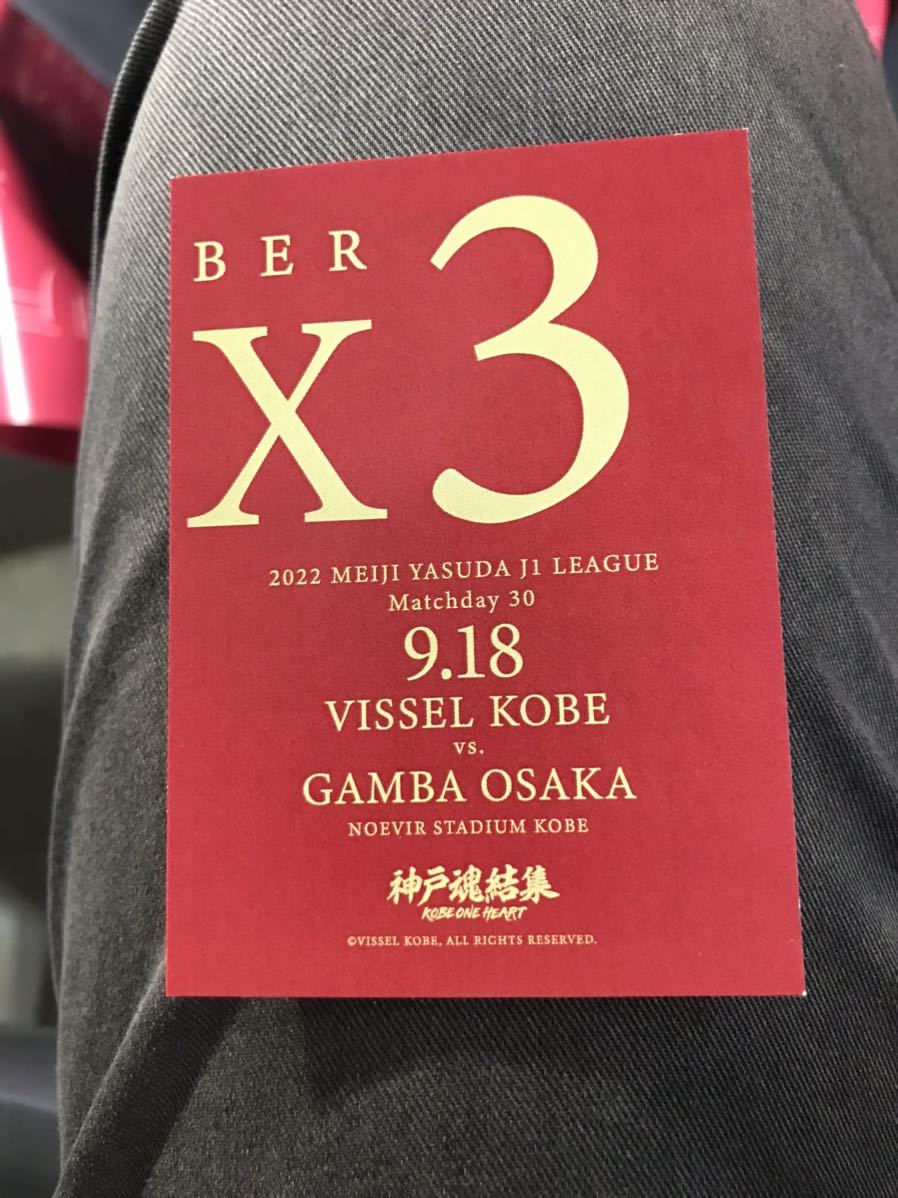 BER
X3
2022 MEIJI YASUDA J1 LEAGUE
Matchday 30
9.18
VISSEL KOBE
vs.
GAMBA OSAKA
NOEVIR STADIUM KOBE
神戸魂結集
KOBE ONE HEART
©VISSEL KOBE, ALL RIGHTS RESERVED.